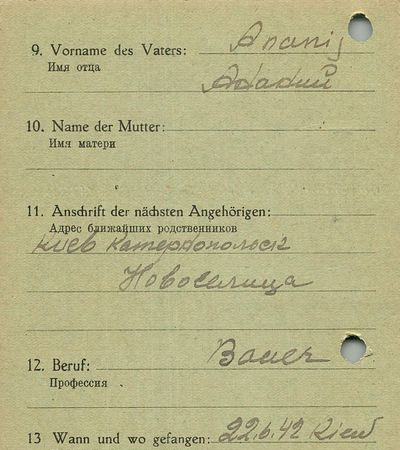 9. Vorname des Vaters: Ananij
Имя отца
10. Name der Mutter:
Имя матери
11. Anschrift der nächsten Angehörigen:
Адрес ближайших родственников
Киев
Новоселица
12. Beruf: Bauer
Профессия
13 Wann und wo gefangen: 22.6.42 Kiew